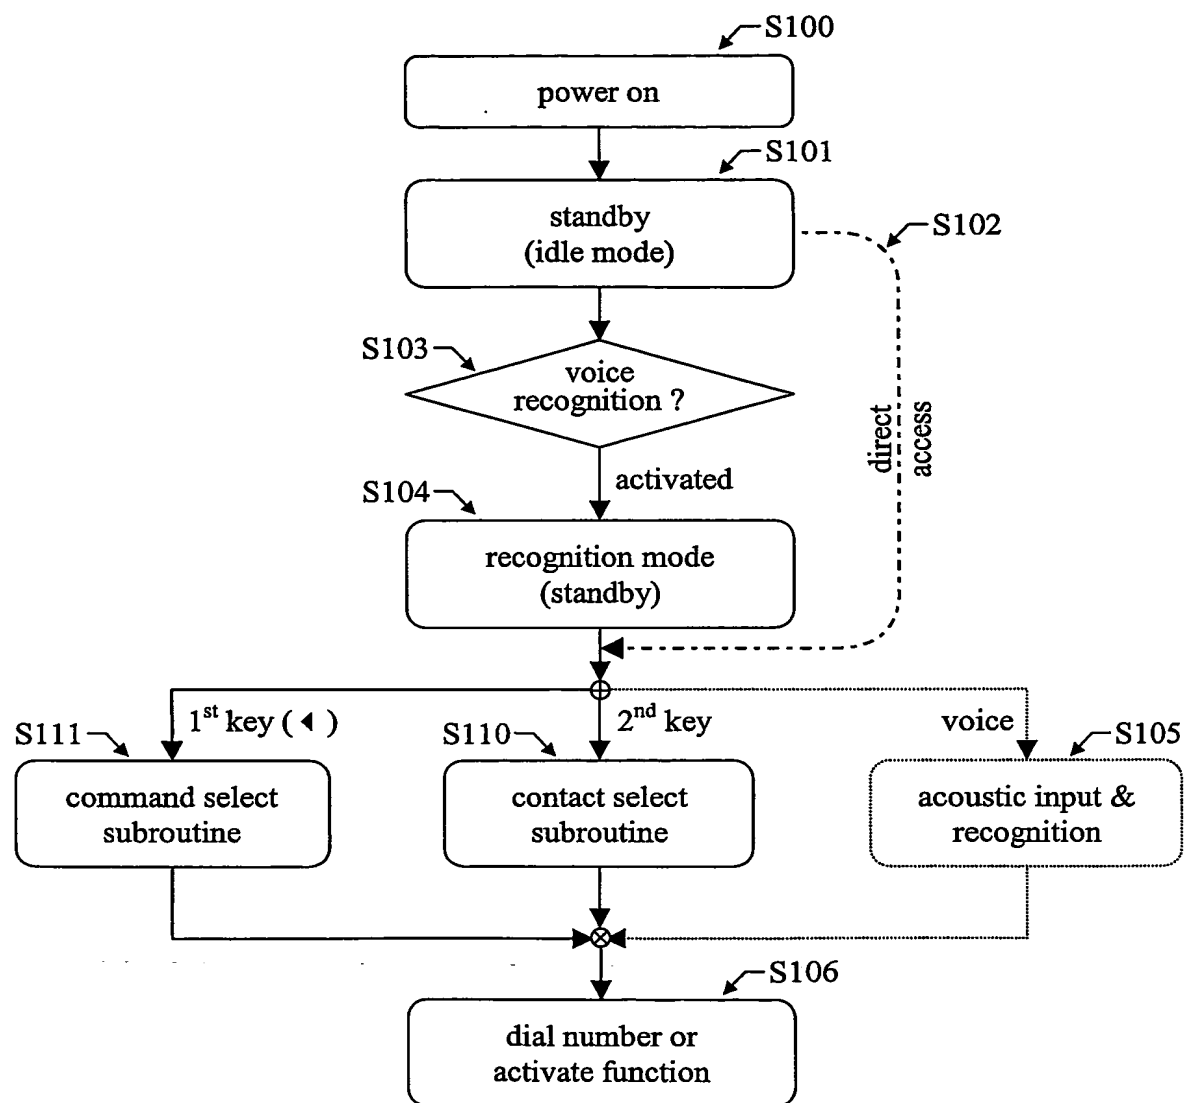 S100
power on
S101
standby
(idle mode)
S102
S103
voice
recognition ?
direct
access
activated
S104
recognition mode
(standby)
1st key (◀)
2nd key
voice
S111
S110
S105
command select
subroutine
contact select
subroutine
acoustic input &
recognition
S106
dial number or
activate function